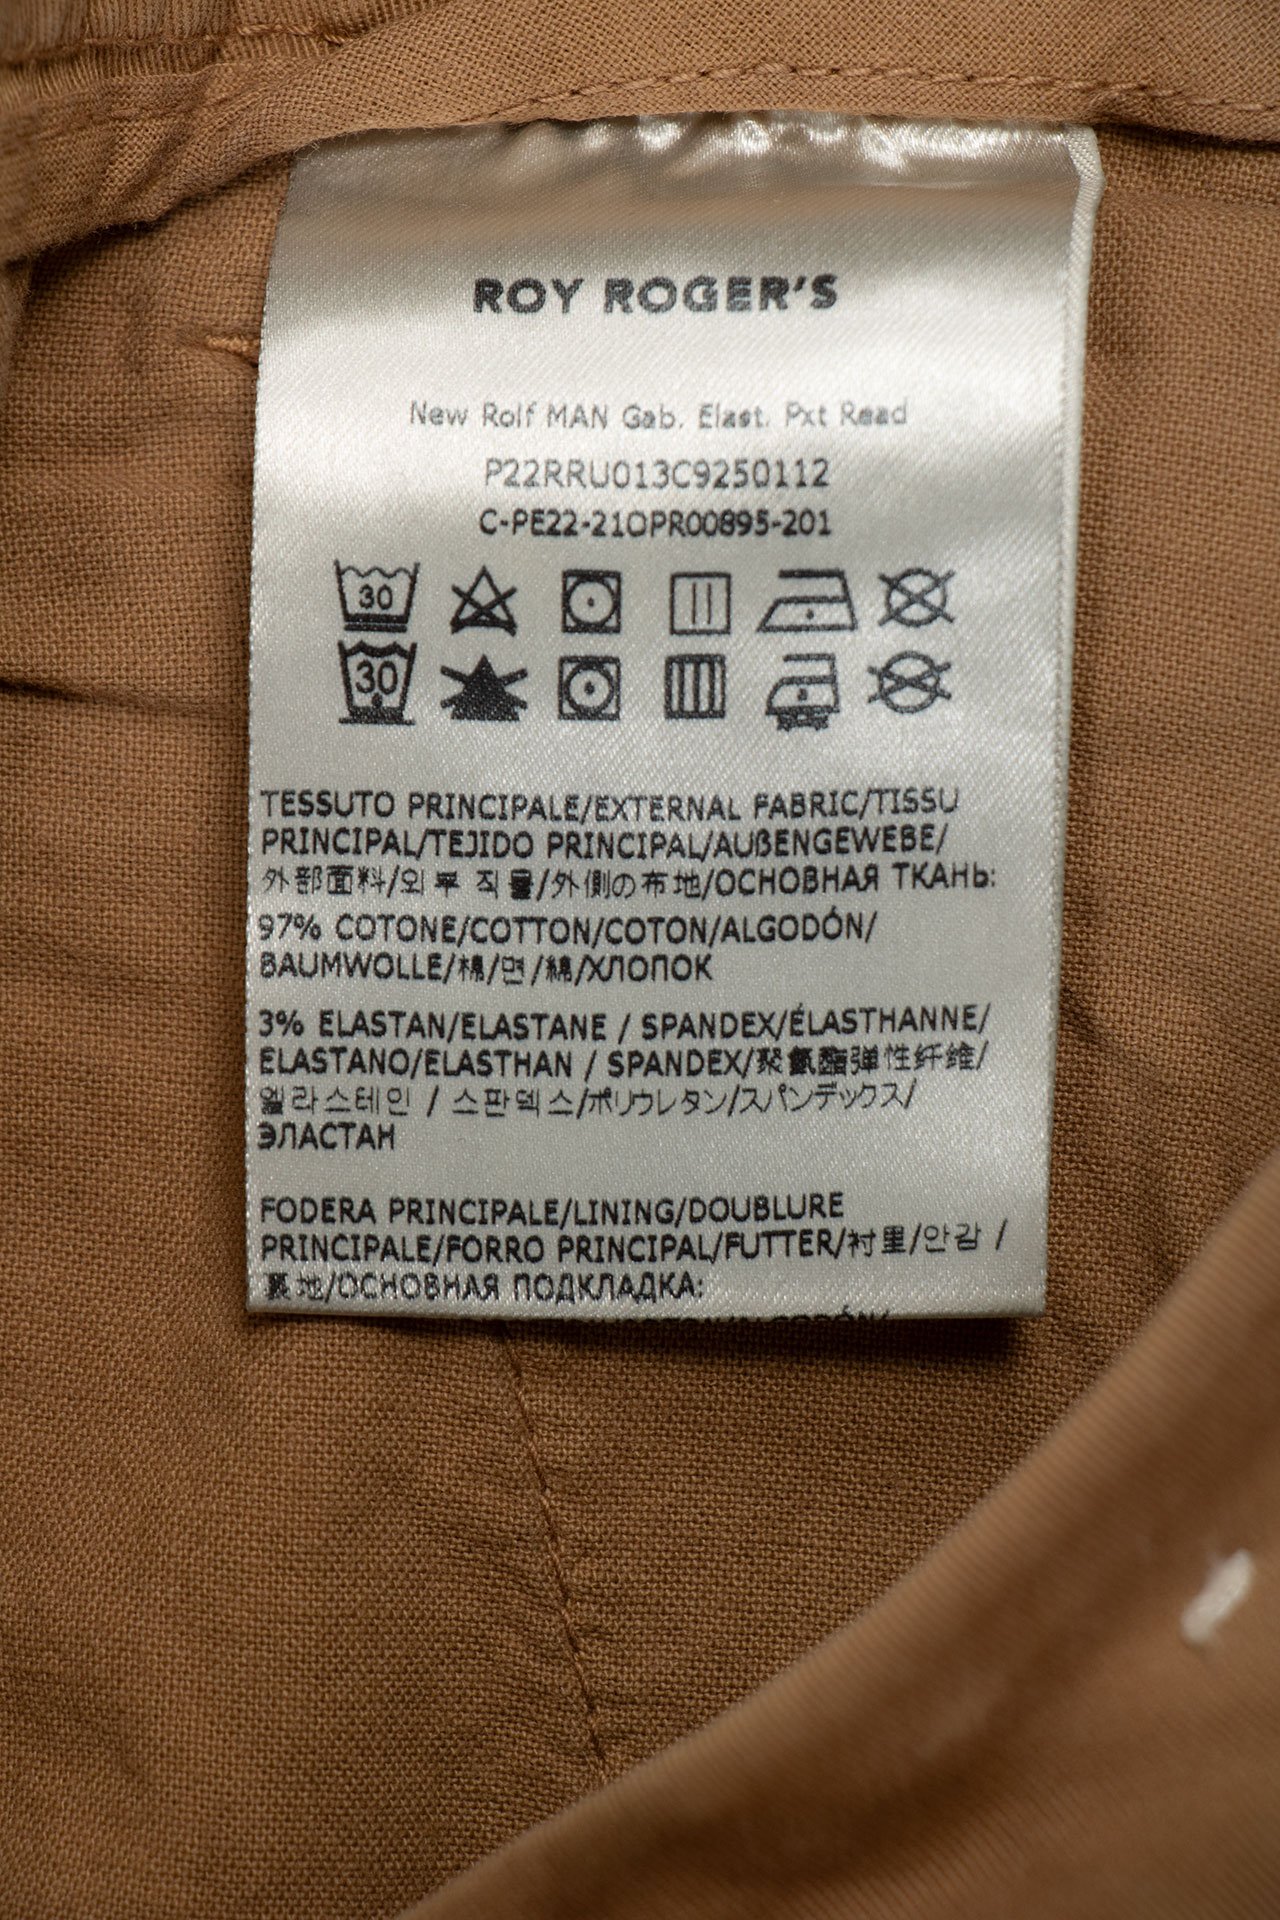 ROY ROGER'S
New Rolf MAN Gab. Elast. Pxt Read
P22RRU013C9250112
C-PE22-21OPR00895-201
30
30
TESSUTO PRINCIPALE/EXTERNAL FABRIC/TISSU
PRINCIPAL/TEJIDO PRINCIPAL/AUßENGEWEBE/
外部面料/외부 직물/外側の布地/ОСНОВНАЯ ТКАНЬ:
97% COTONE/COTTON/COTON/ALGODÓN/
BAUMWOLLE/棉/면/綿/ХЛОПОК
3% ELASTAN/ELASTANE / SPANDEX/ÉLASTHANNE/
ELASTANO/ELASTHAN / SPANDEX/聚氨酯弹性纤维/
엘라스테인 / 스판덱스/ポリウレタン/スパンデックス/
ЭЛАСТАН
FODERA PRINCIPALE/LINING/DOUBLURE
PRINCIPALE/FORRO PRINCIPAL/FUTTER/衬里/안감 /
裏地/ОСНОВНАЯ ПОДКЛАДКА: